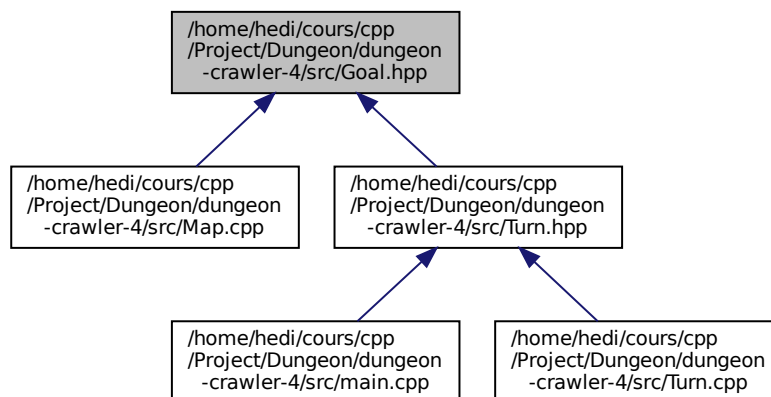 /home/hedi/cours/cpp
/Project/Dungeon/dungeon
-crawler-4/src/Goal.hpp
/home/hedi/cours/cpp
/Project/Dungeon/dungeon
-crawler-4/src/Map.cpp
/home/hedi/cours/cpp
/Project/Dungeon/dungeon
-crawler-4/src/Turn.hpp
/home/hedi/cours/cpp
/Project/Dungeon/dungeon
-crawler-4/src/main.cpp
/home/hedi/cours/cpp
/Project/Dungeon/dungeon
-crawler-4/src/Turn.cpp